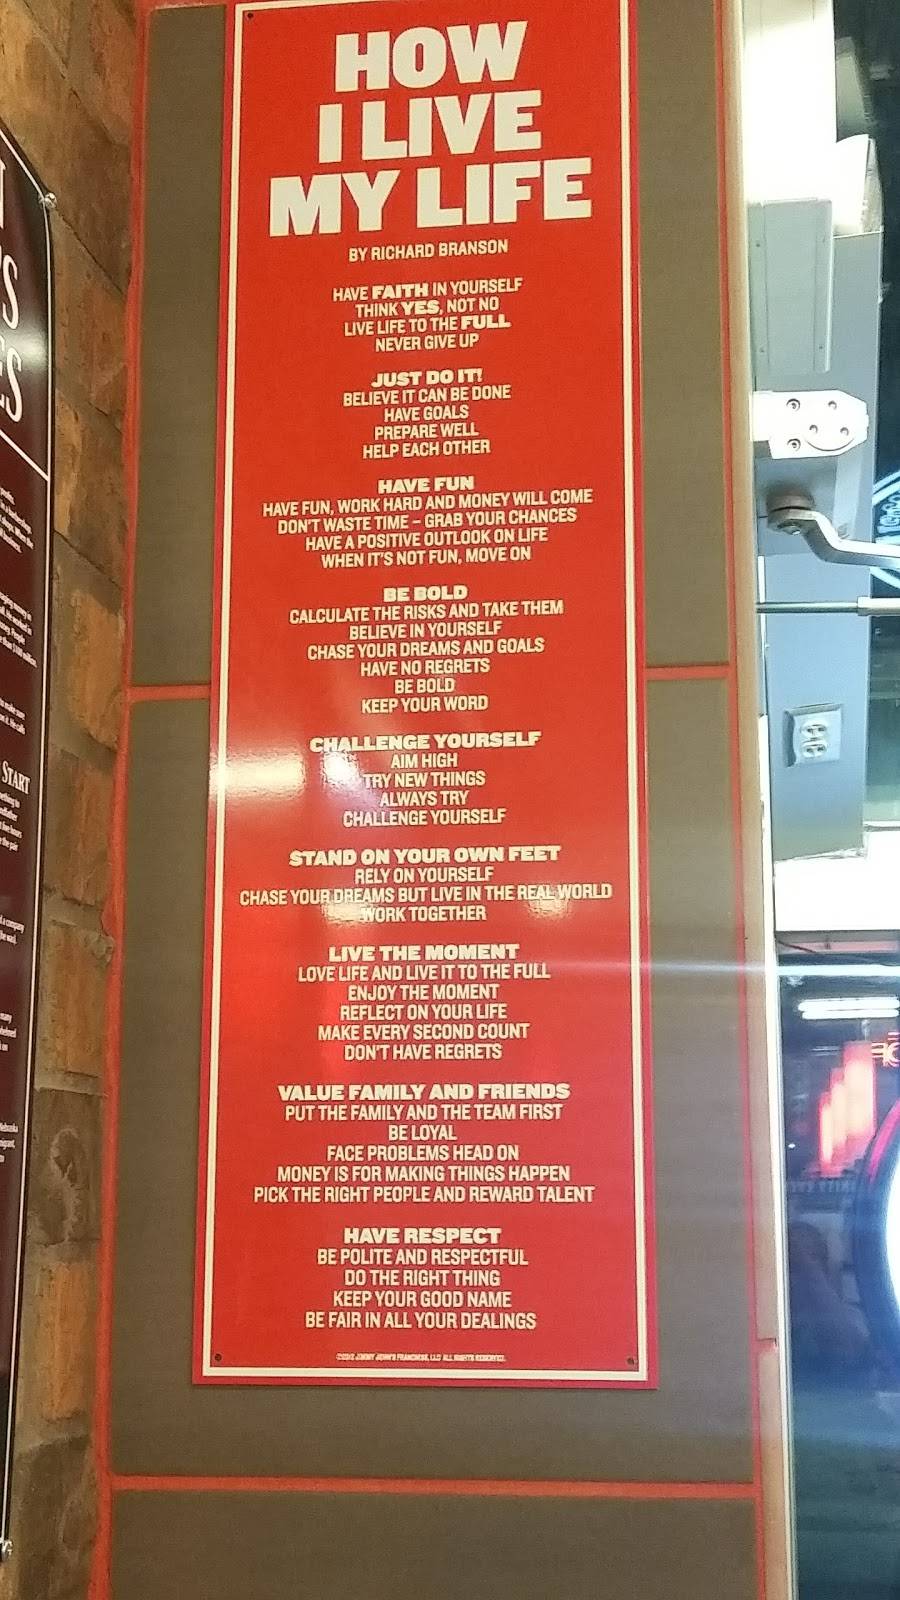 HOW
I LIVE
MY LIFE
BY RICHARD BRANSON
HAVE FAITH IN YOURSELF
THINK YES, NOT NO
LIVE LIFE TO THE FULL
NEVER GIVE UP
JUST DO IT!
BELIEVE IT CAN BE DONE
HAVE GOALS
PREPARE WELL
HELP EACH OTHER
HAVE FUN
HAVE FUN, WORK HARD AND MONEY WILL COME
DON'T WASTE TIME – GRAB YOUR CHANCES
HAVE A POSITIVE OUTLOOK ON LIFE
WHEN IT'S NOT FUN, MOVE ON
BE BOLD
CALCULATE THE RISKS AND TAKE THEM
BELIEVE IN YOURSELF
CHASE YOUR DREAMS AND GOALS
HAVE NO REGRETS
BE BOLD
KEEP YOUR WORD
CHALLENGE YOURSELF
AIM HIGH
TRY NEW THINGS
ALWAYS TRY
CHALLENGE YOURSELF
STAND ON YOUR OWN FEET
RELY ON YOURSELF
CHASE YOUR DREAMS BUT LIVE IN THE REAL WORLD
WORK TOGETHER
LIVE THE MOMENT
LOVE LIFE AND LIVE IT TO THE FULL
ENJOY THE MOMENT
REFLECT ON YOUR LIFE
MAKE EVERY SECOND COUNT
DON'T HAVE REGRETS
VALUE FAMILY AND FRIENDS
PUT THE FAMILY AND THE TEAM FIRST
BE LOYAL
FACE PROBLEMS HEAD ON
MONEY IS FOR MAKING THINGS HAPPEN
PICK THE RIGHT PEOPLE AND REWARD TALENT
HAVE RESPECT
BE POLITE AND RESPECTFUL
DO THE RIGHT THING
KEEP YOUR GOOD NAME
BE FAIR IN ALL YOUR DEALINGS
JIMMY JOHN'S FRANCHISE, LLC ALL RIGHTS RESERVED.
START